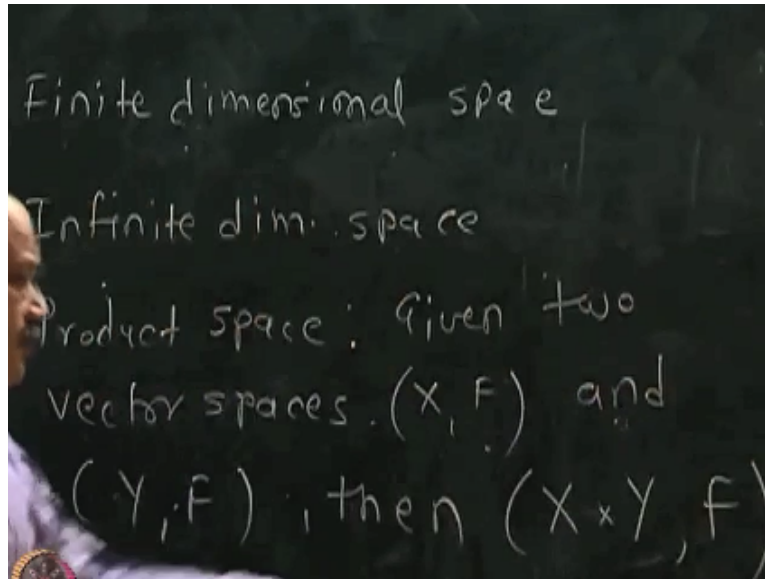 Finite dimensional spae
Infinite dim. space
Product space: Given two
vector spaces. (X, F) and
(Y, F), then (X × Y, F)